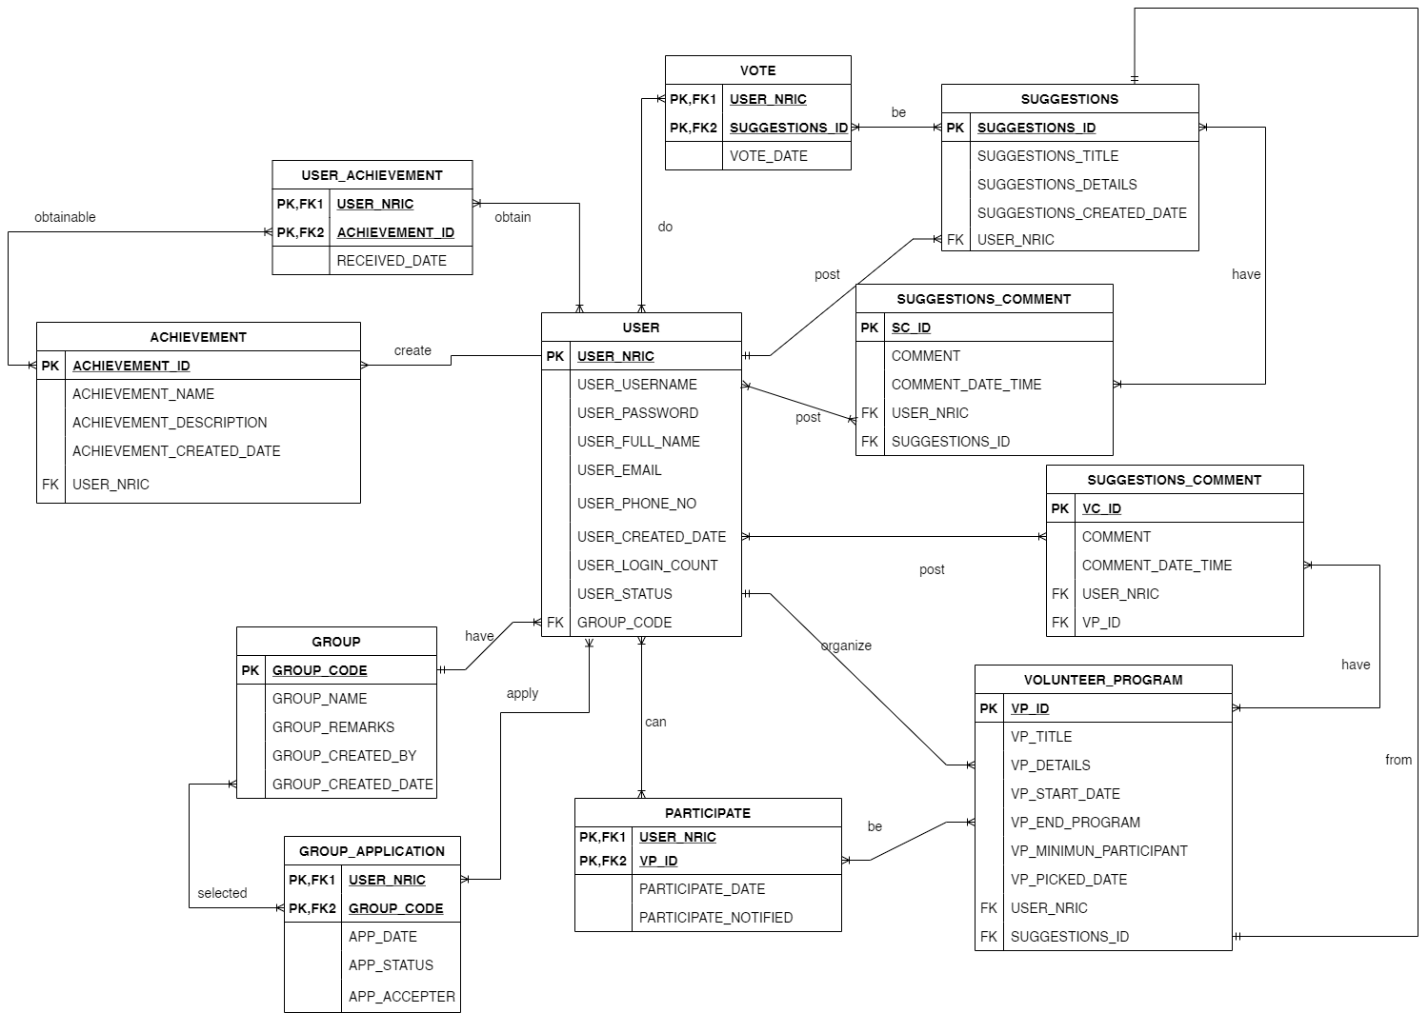 VOTE
PK,FK1 USER_NRIC
PK,FK2 SUGGESTIONS_ID
VOTE_DATE
be
SUGGESTIONS
PK SUGGESTIONS_ID
SUGGESTIONS_TITLE
SUGGESTIONS_DETAILS
SUGGESTIONS_CREATED_DATE
FK USER_NRIC
USER_ACHIEVEMENT
PK,FK1 USER_NRIC
PK,FK2 ACHIEVEMENT_ID
RECEIVED_DATE
obtainable
obtain
do
post
have
SUGGESTIONS_COMMENT
PK SC_ID
COMMENT
COMMENT_DATE_TIME
FK USER_NRIC
FK SUGGESTIONS_ID
ACHIEVEMENT
PK ACHIEVEMENT_ID
ACHIEVEMENT_NAME
ACHIEVEMENT_DESCRIPTION
ACHIEVEMENT_CREATED_DATE
FK USER_NRIC
create
USER
PK USER_NRIC
USER_USERNAME
USER_PASSWORD
USER_FULL_NAME
USER_EMAIL
USER_PHONE_NO
USER_CREATED_DATE
USER_LOGIN_COUNT
USER_STATUS
FK GROUP_CODE
post
SUGGESTIONS_COMMENT
PK VC_ID
COMMENT
COMMENT_DATE_TIME
FK USER_NRIC
FK VP_ID
post
organize
have
GROUP
PK GROUP_CODE
GROUP_NAME
GROUP_REMARKS
GROUP_CREATED_BY
GROUP_CREATED_DATE
have
apply
can
VOLUNTEER_PROGRAM
PK VP_ID
VP_TITLE
VP_DETAILS
VP_START_DATE
VP_END_PROGRAM
VP_MINIMUN_PARTICIPANT
VP_PICKED_DATE
FK USER_NRIC
FK SUGGESTIONS_ID
from
PARTICIPATE
PK,FK1 USER_NRIC
PK,FK2 VP_ID
PARTICIPATE_DATE
PARTICIPATE_NOTIFIED
be
GROUP_APPLICATION
PK,FK1 USER_NRIC
PK,FK2 GROUP_CODE
APP_DATE
APP_STATUS
APP_ACCEPTER
selected